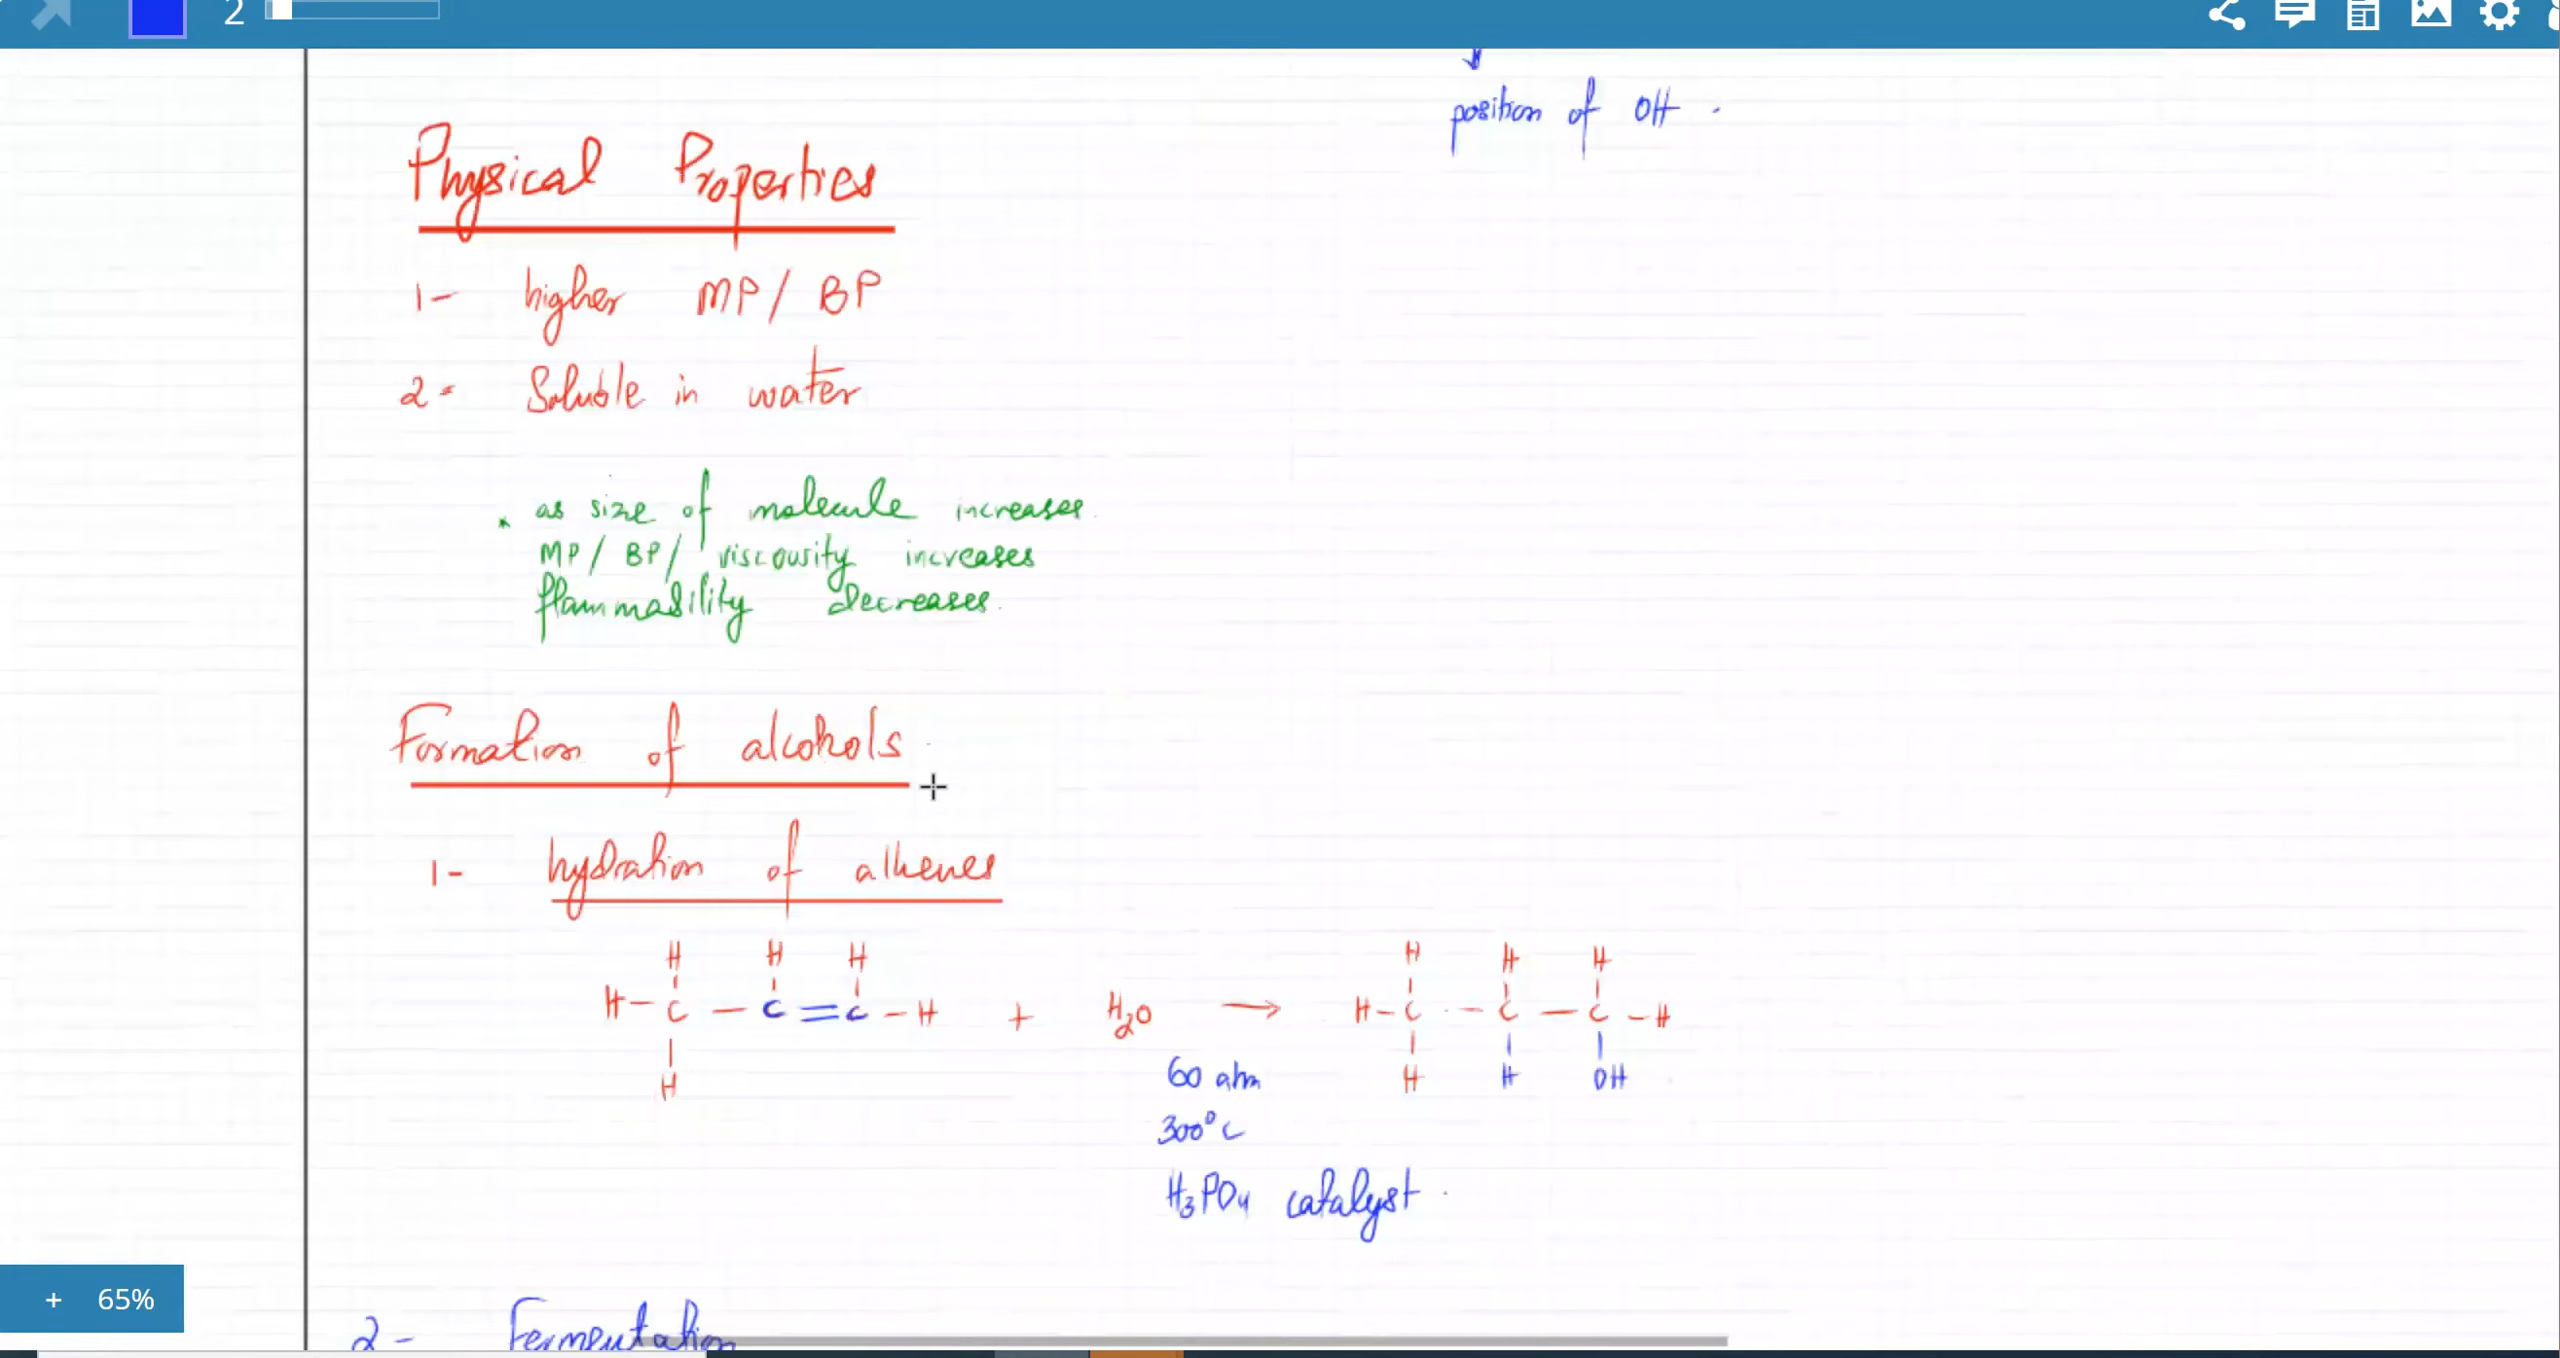 2
position of OH .
Physical Properties
1- higher MP/ BP
2- Soluble in water
* as size of molecule increases.
MP/ BP/ viscousity increases
flammability decreases.
Formation of alcohols
1- hydration of alkenes
H H H H H H
H-C-C=C-H + H2O → H-C-C-C-H
H 60 atm H H OH
300°C
H3PO4 catalyst.
2- Fermentation
+ 65%